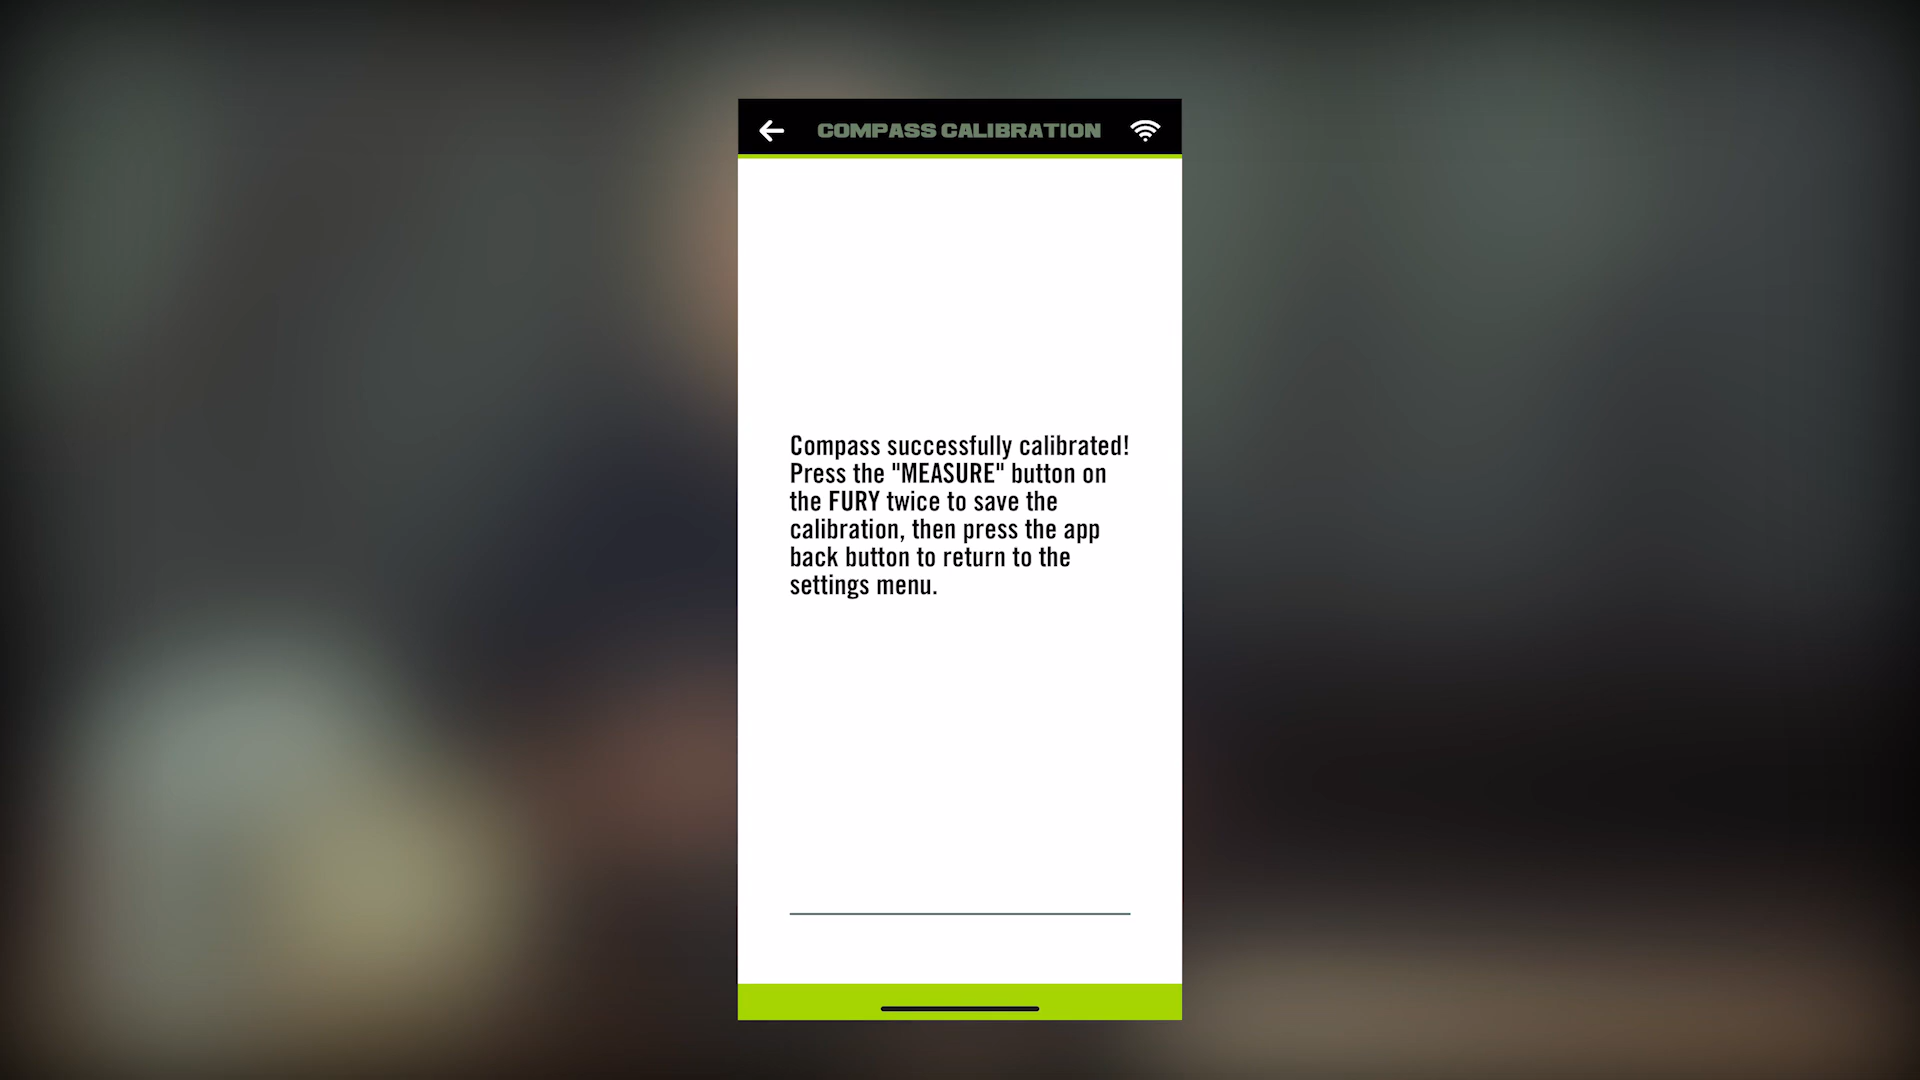 COMPASS CALIBRATION
Compass successfully calibrated!
Press the "MEASURE" button on
the FURY twice to save the
calibration, then press the app
back button to return to the
settings menu.